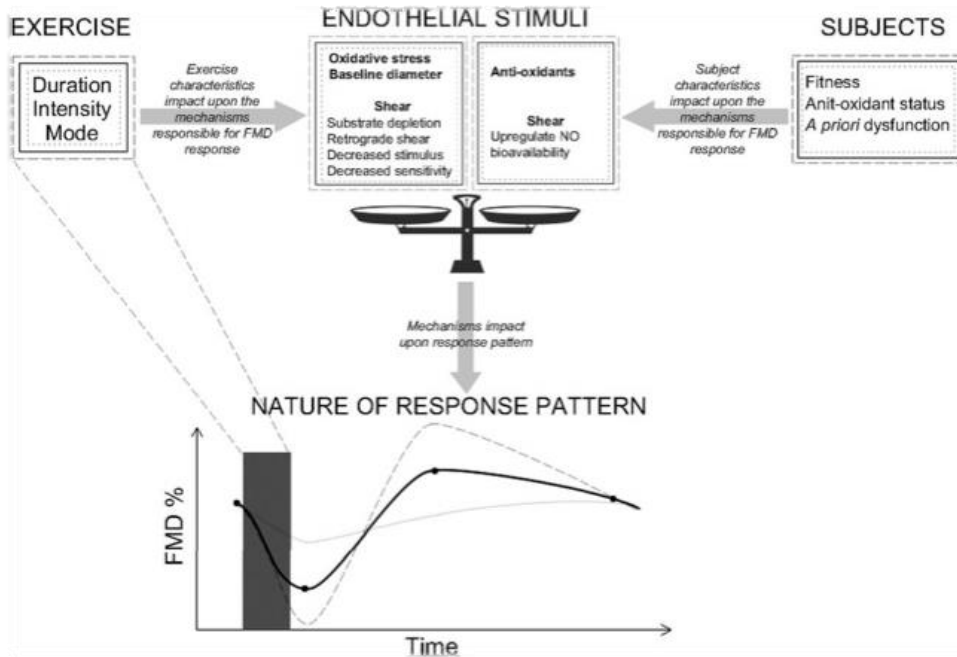 EXERCISE
ENDOTHELIAL STIMULI
SUBJECTS
Duration
Intensity
Mode
Exercise
characteristics
impact upon the
mechanisms
responsible for FMD
response
Oxidative stress
Baseline diameter
Shear
Substrate depletion
Retrograde shear
Decreased stimulus
Decreased sensitivity
Anti-oxidants
Shear
Upregulate NO
bioavailability
Subject
characteristics
impact upon the
mechanisms
responsible for FMD
response
Fitness
Anit-oxidant status
A priori dysfunction
Mechanisms impact
upon response pattern
NATURE OF RESPONSE PATTERN
FMD %
Time